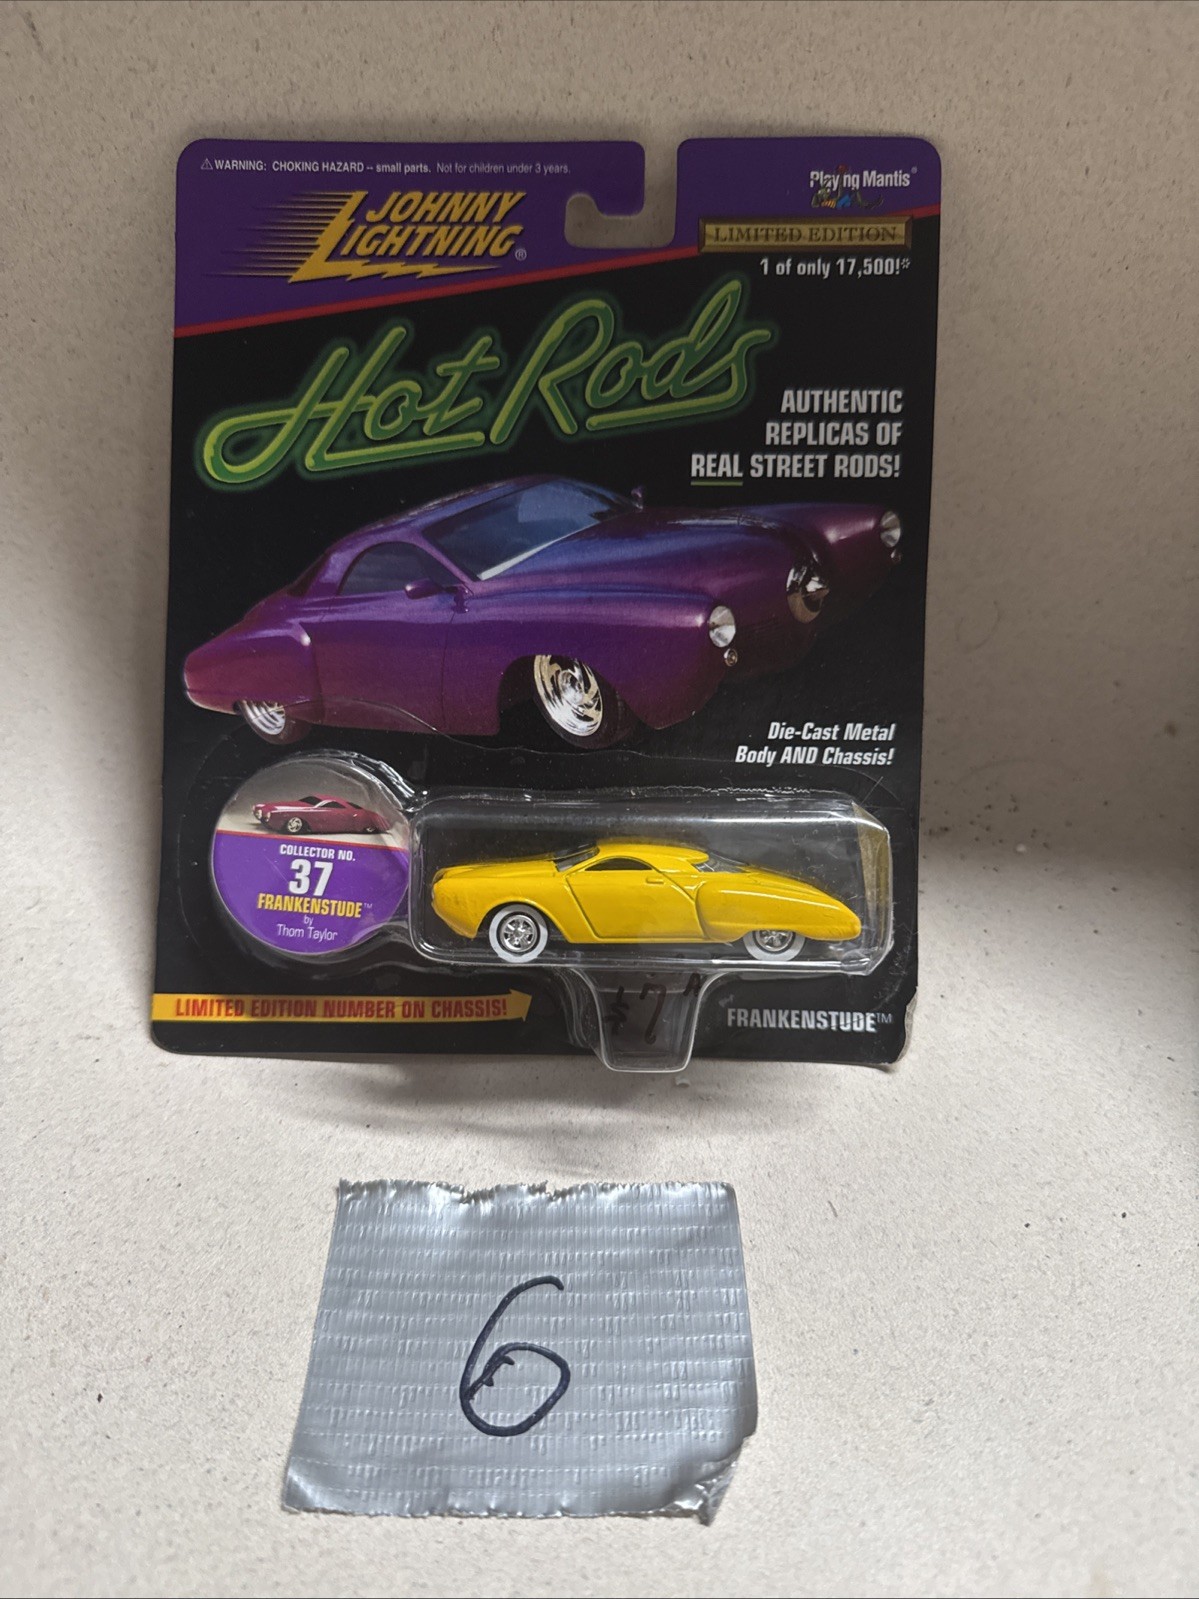 ⚠WARNING: CHOKING HAZARD -- small parts. Not for children under 3 years.
Playing Mantis®
JOHNNY
LIGHTNING®
LIMITED EDITION
1 of only 17,500!*
Hot Rods
AUTHENTIC
REPLICAS OF
REAL STREET RODS!
Die-Cast Metal
Body AND Chassis!
COLLECTOR NO.
37
FRANKENSTUDE™
by
Thom Taylor
LIMITED EDITION NUMBER ON CHASSIS!
FRANKENSTUDE™
6